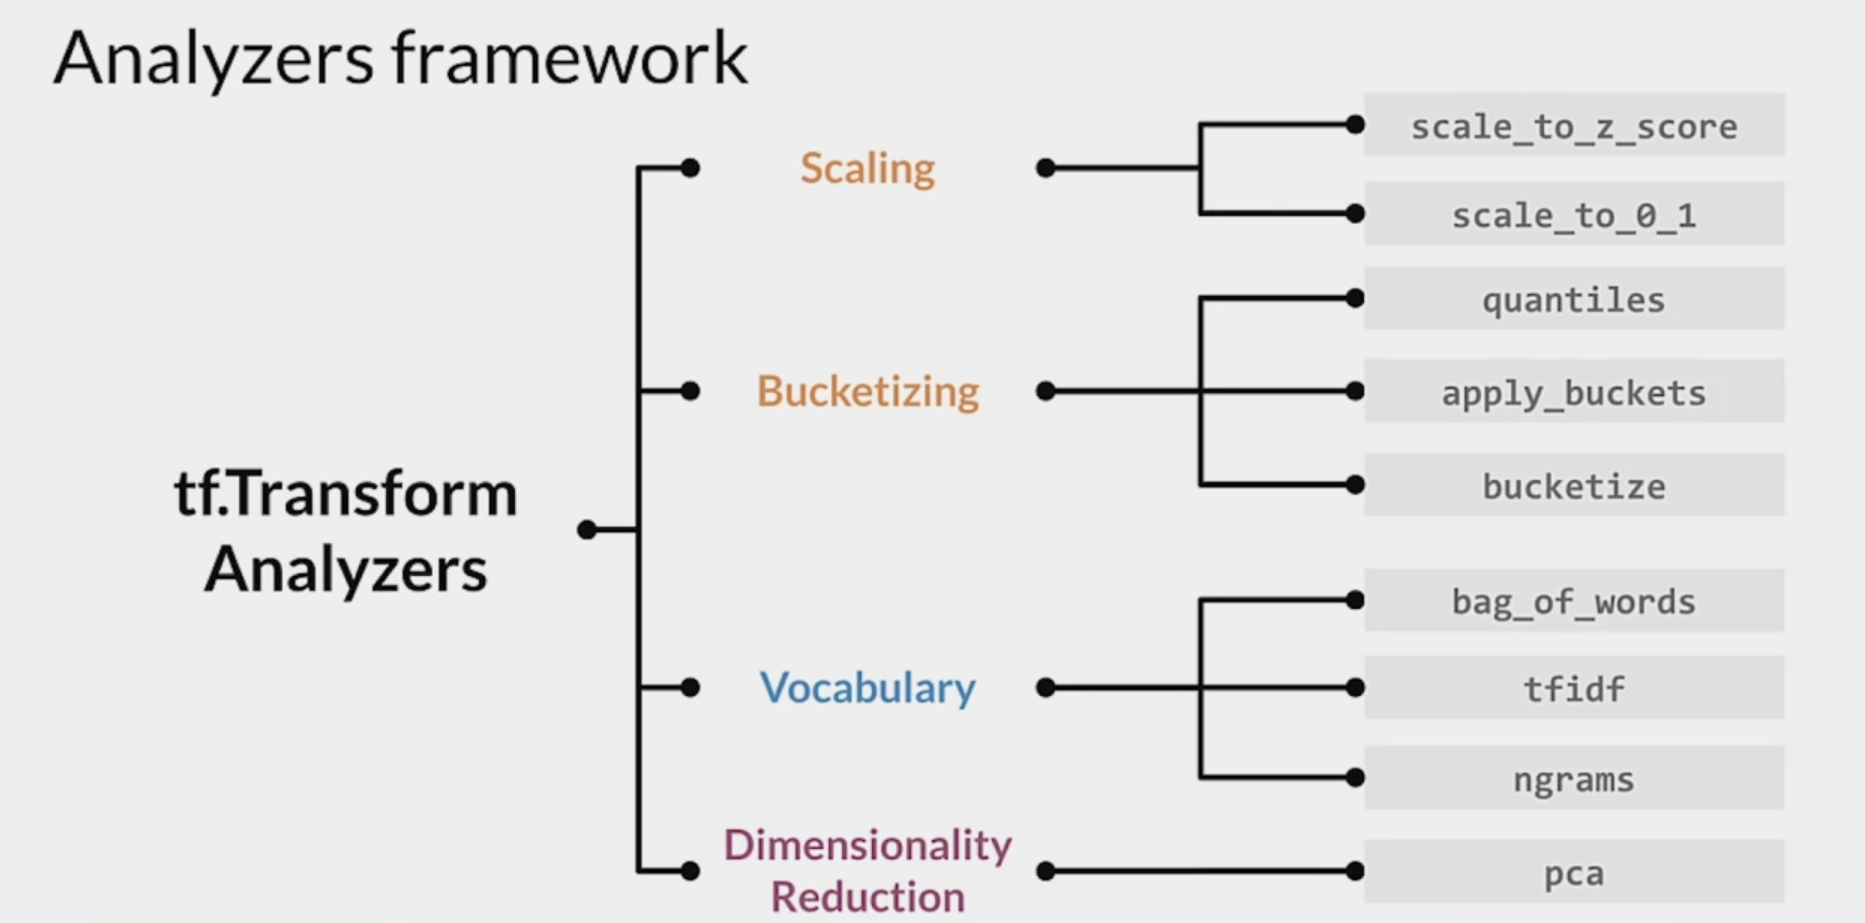 Analyzers framework
tf.Transform
Analyzers
Scaling
scale_to_z_score
scale_to_0_1
Bucketizing
quantiles
apply_buckets
bucketize
Vocabulary
bag_of_words
tfidf
ngrams
Dimensionality
Reduction
pca